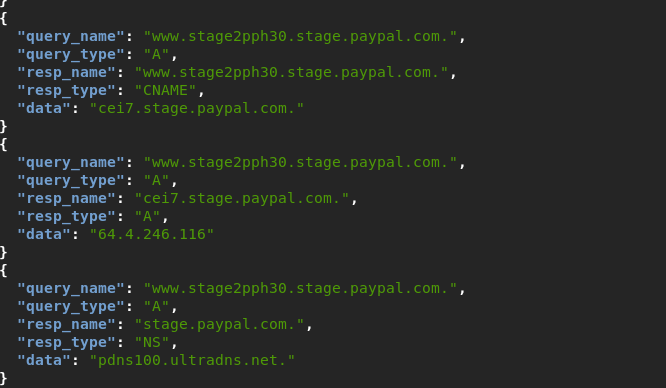 }
{
"query_name": "www.stage2pph30.stage.paypal.com.",
"query_type": "A",
"resp_name": "www.stage2pph30.stage.paypal.com.",
"resp_type": "CNAME",
"data": "cei7.stage.paypal.com."
}
{
"query_name": "www.stage2pph30.stage.paypal.com.",
"query_type": "A",
"resp_name": "cei7.stage.paypal.com.",
"resp_type": "A",
"data": "64.4.246.116"
}
{
"query_name": "www.stage2pph30.stage.paypal.com.",
"query_type": "A",
"resp_name": "stage.paypal.com.",
"resp_type": "NS",
"data": "pdns100.ultradns.net."
}